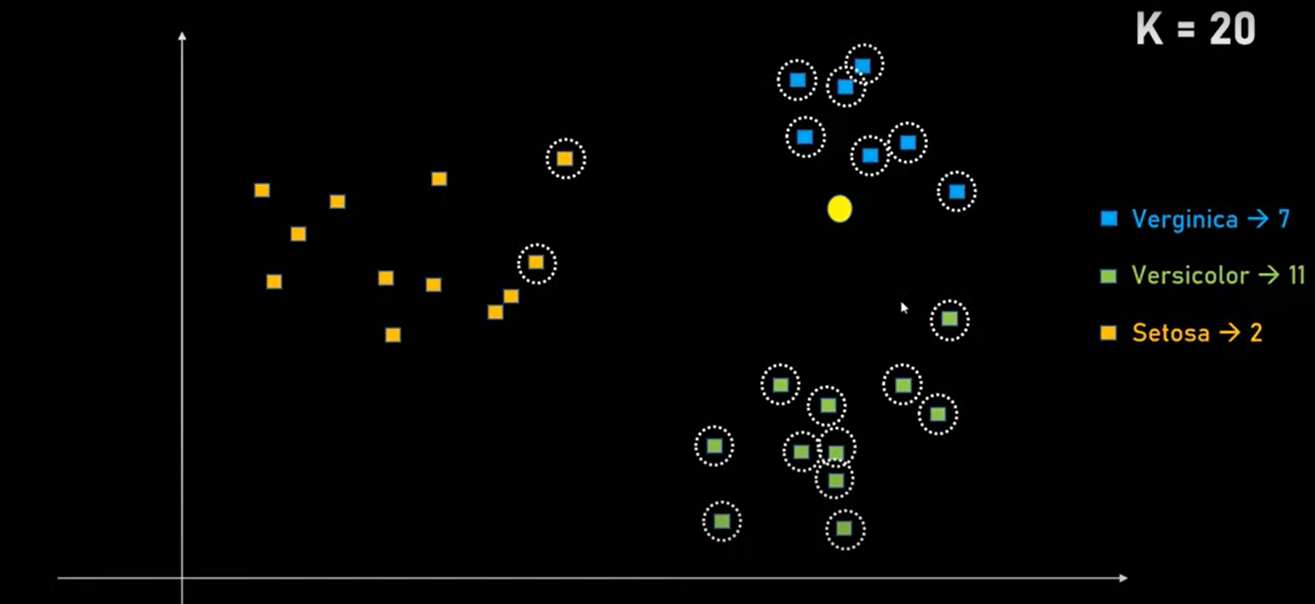 K = 20
Verginica → 7
Versicolor → 11
Setosa → 2